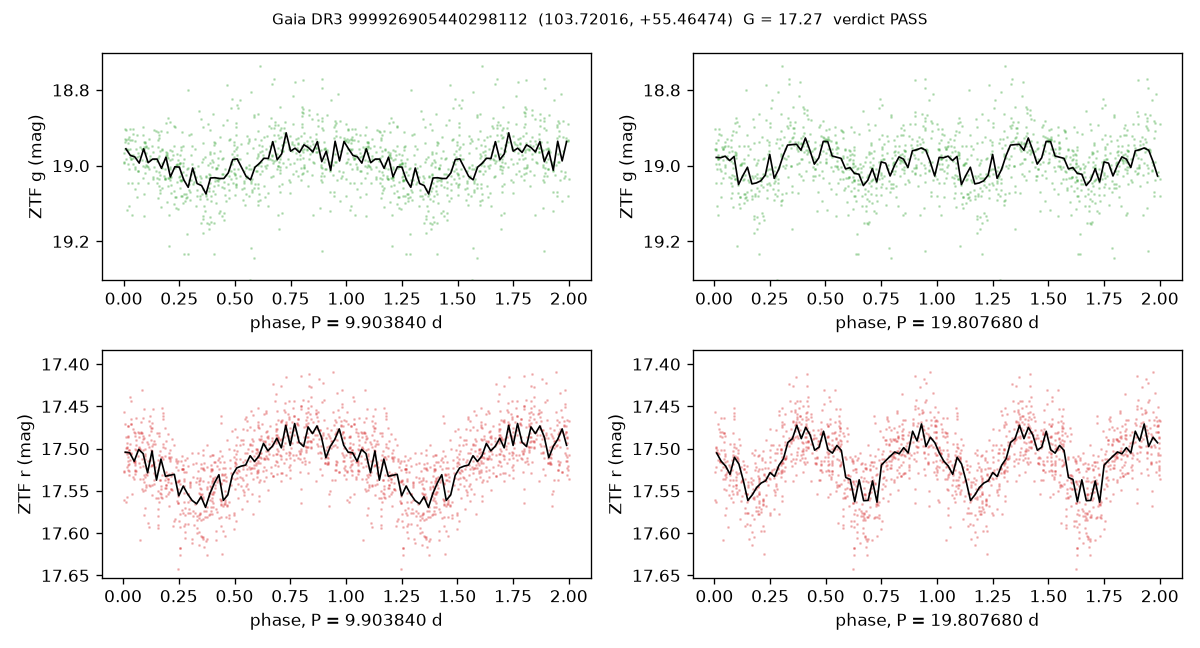 Gaia DR3 999926905440298112 (103.72016, +55.46474) G = 17.27 verdict PASS
ZTF g (mag)
18.8
19.0
19.2
0.00 0.25 0.50 0.75 1.00 1.25 1.50 1.75 2.00
phase, P = 9.903840 d
ZTF g (mag)
18.8
19.0
19.2
0.00 0.25 0.50 0.75 1.00 1.25 1.50 1.75 2.00
phase, P = 19.807680 d
ZTF r (mag)
17.40
17.45
17.50
17.55
17.60
17.65
0.00 0.25 0.50 0.75 1.00 1.25 1.50 1.75 2.00
phase, P = 9.903840 d
ZTF r (mag)
17.40
17.45
17.50
17.55
17.60
17.65
0.00 0.25 0.50 0.75 1.00 1.25 1.50 1.75 2.00
phase, P = 19.807680 d